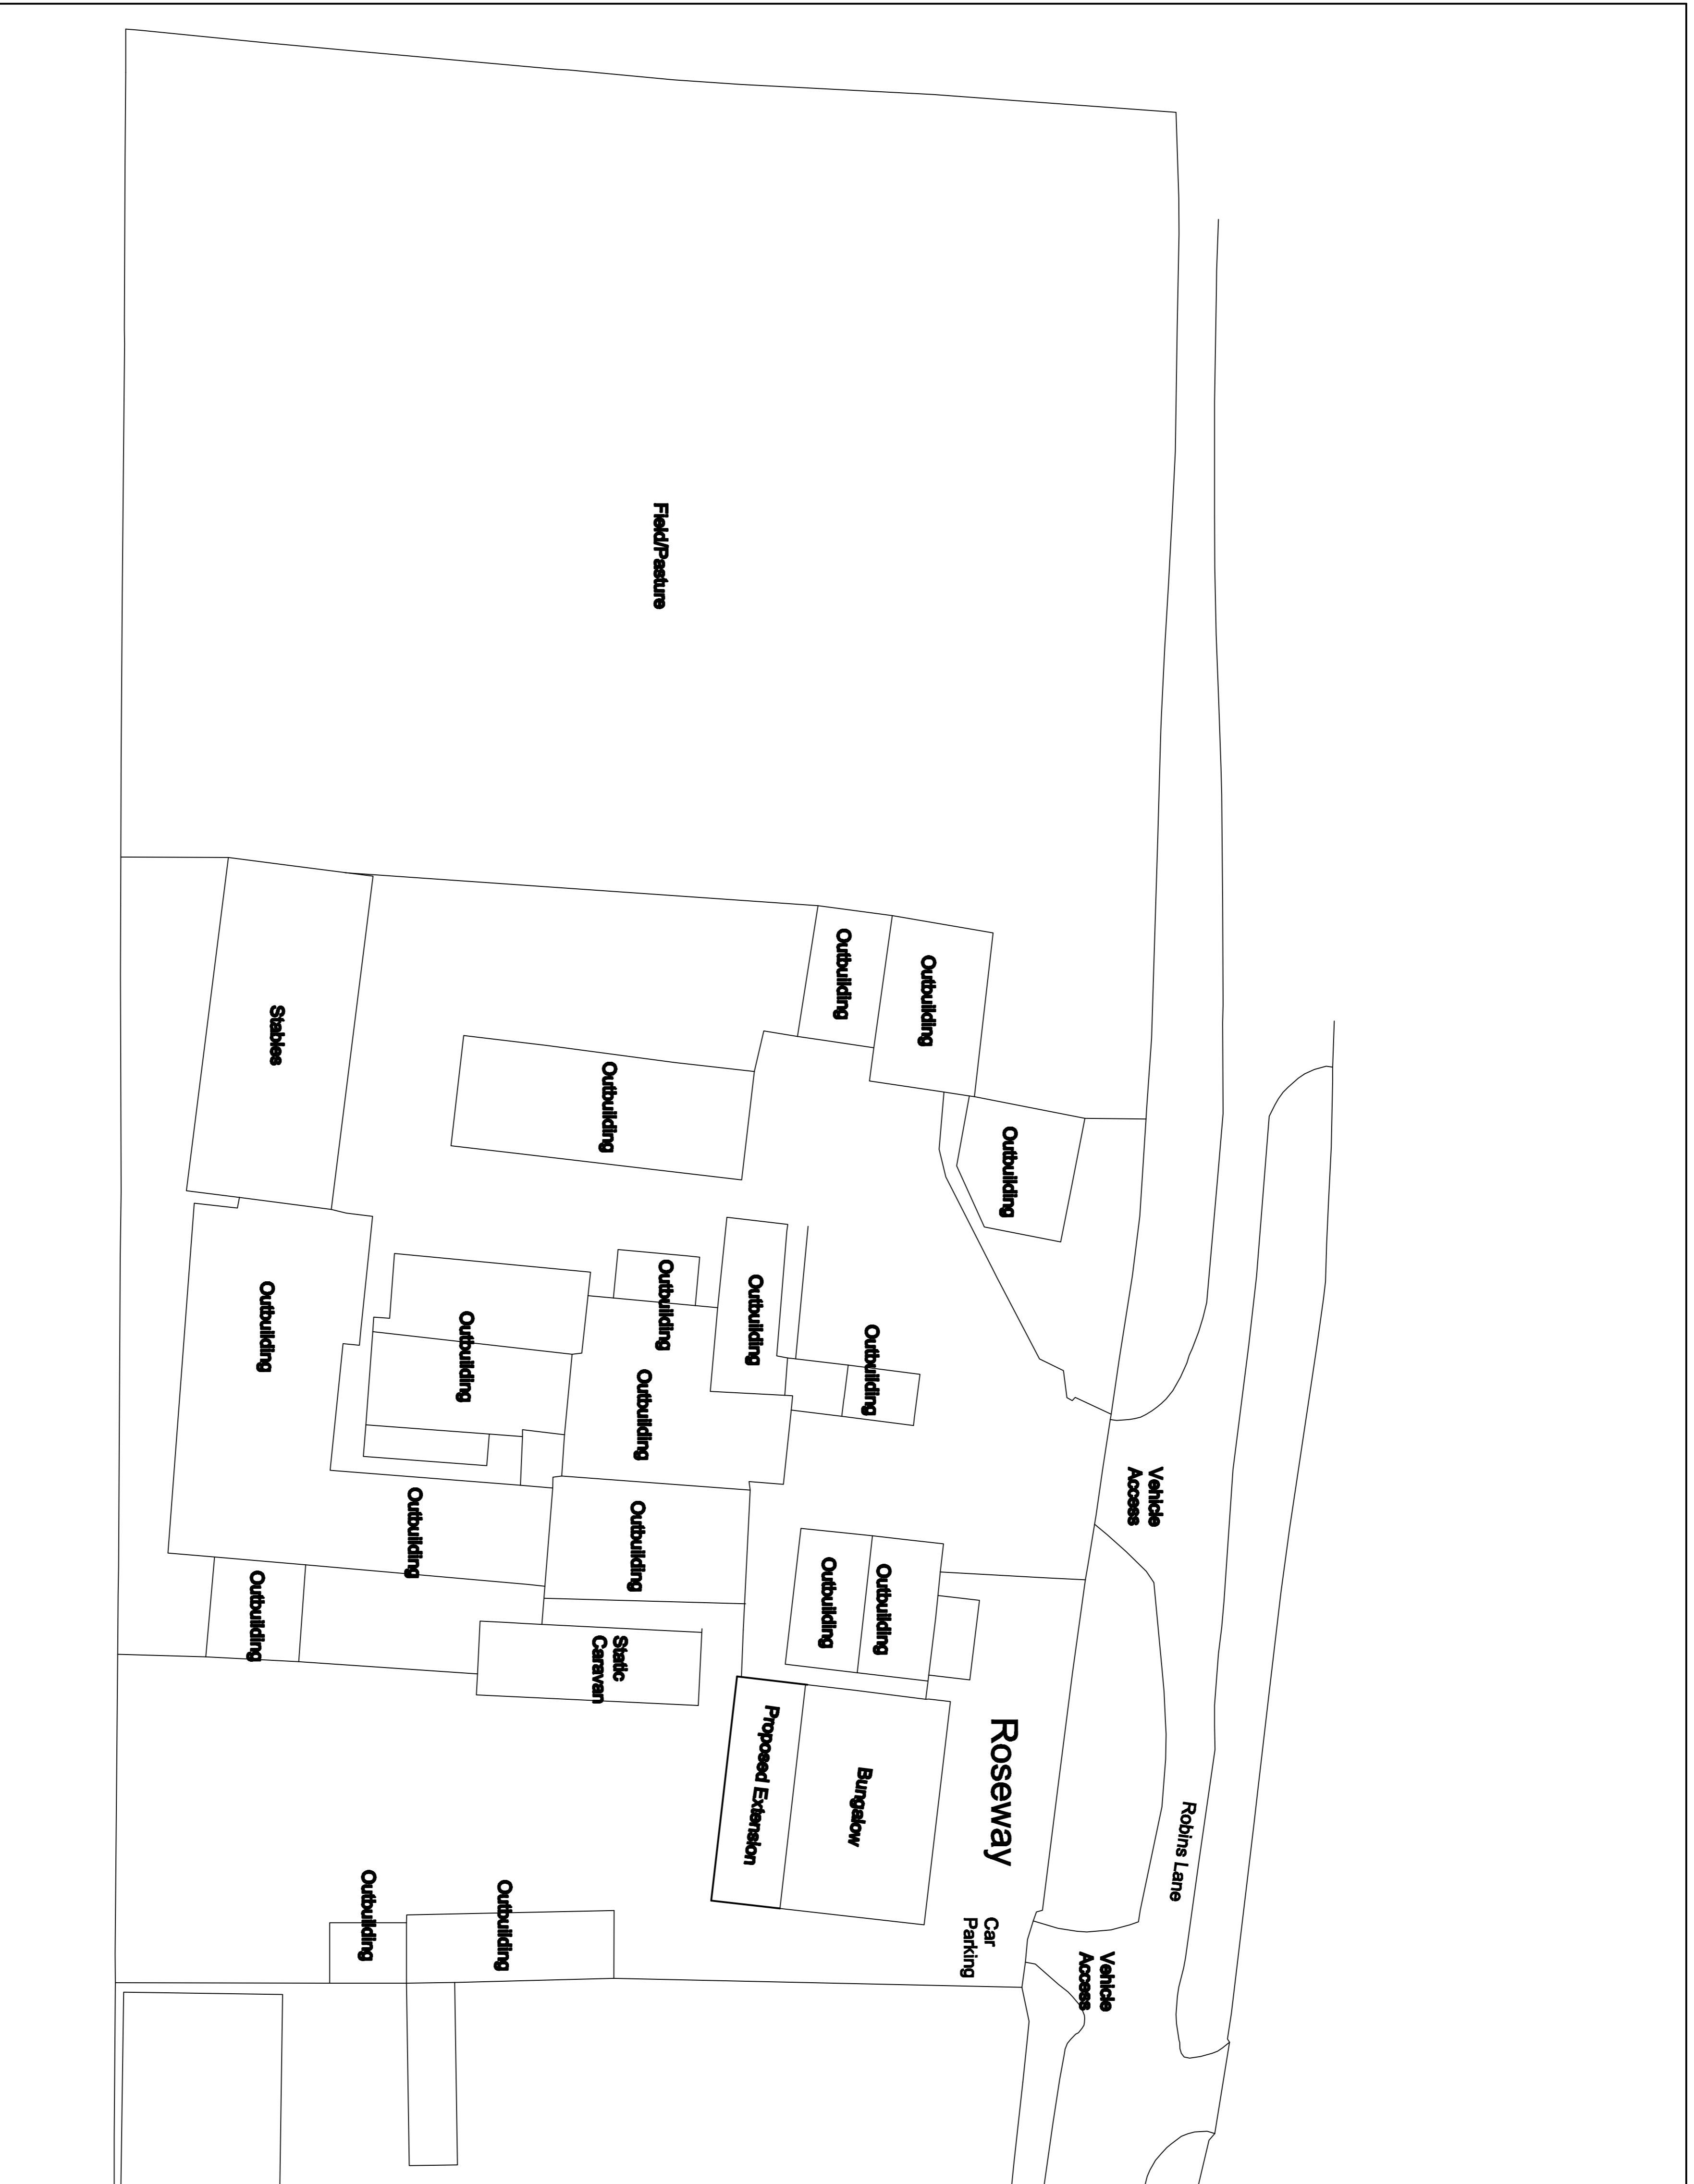 Field/Pasture
Outbuilding
Outbuilding
Stables
Outbuilding
Outbuilding
Outbuilding
Outbuilding
Outbuilding
Outbuilding
Outbuilding
Outbuilding
Outbuilding
Vehicle
Access
Outbuilding
Outbuilding
Outbuilding
Outbuilding
Outbuilding
Static
Caravan
Roseway
Proposed Extension
Bungalow
Robins Lane
Outbuilding
Outbuilding
Car
Parking
Vehicle
Access